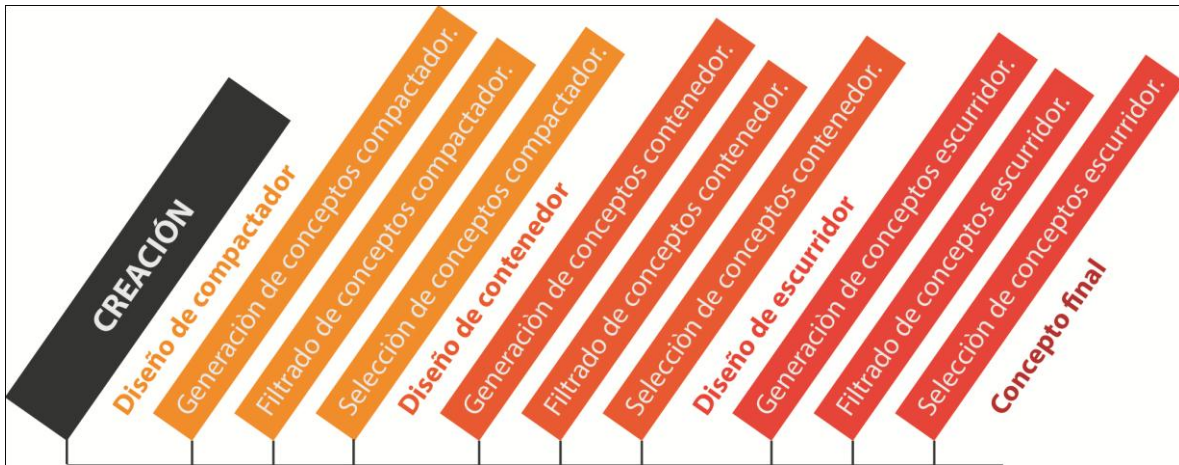 CREACIÓN
Diseño de compactador
Generaciòn de conceptos compactador.
Filtrado de conceptos compactador.
Selecciòn de conceptos compactador.
Diseño de contenedor
Generaciòn de conceptos contenedor.
Filtrado de conceptos contenedor.
Selecciòn de conceptos contenedor.
Diseño de escurridor
Generaciòn de conceptos escurridor.
Filtrado de conceptos escurridor.
Selecciòn de conceptos escurridor.
Concepto final